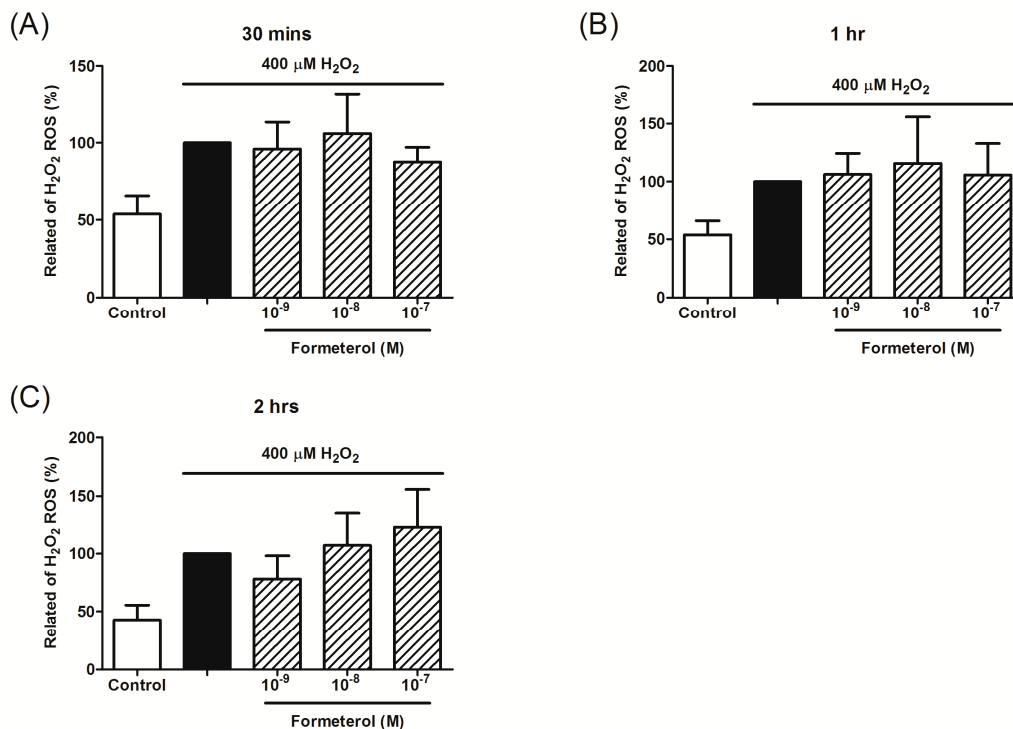 (A)
30 mins
400 μM H₂O₂
Related of H₂O₂ ROS (%)
150
100
50
0
Control
10⁻⁹ 10⁻⁸ 10⁻⁷
Formeterol (M)
(B)
1 hr
400 μM H₂O₂
Related of H₂O₂ ROS (%)
200
150
100
50
0
Control
10⁻⁹ 10⁻⁸ 10⁻⁷
Formeterol (M)
(C)
2 hrs
400 μM H₂O₂
Related of H₂O₂ ROS (%)
200
150
100
50
0
Control
10⁻⁹ 10⁻⁸ 10⁻⁷
Formeterol (M)